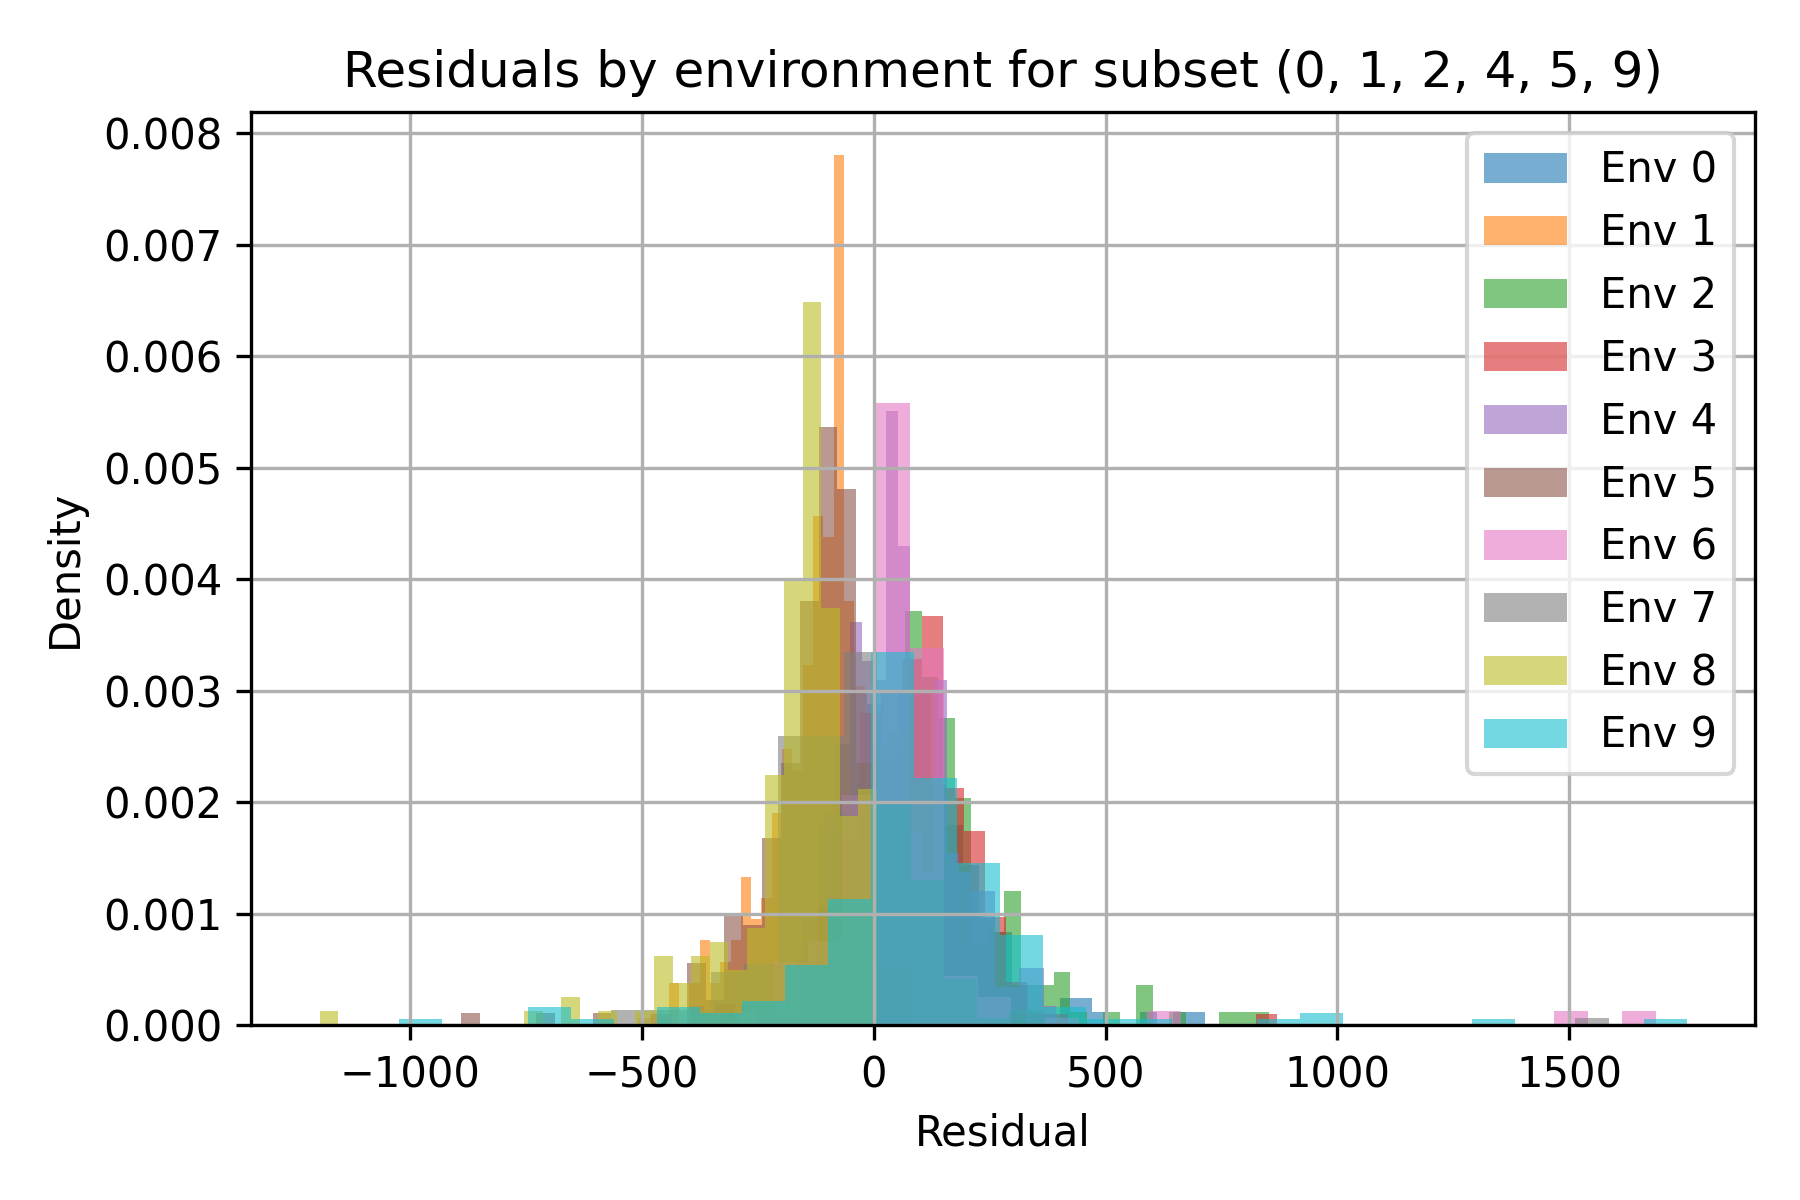 Residuals by environment for subset (0, 1, 2, 4, 5, 9)
0.008
0.007
0.006
0.005
0.004
0.003
0.002
0.001
0.000
Density
−1000
−500
0
500
1000
1500
Residual
Env 0
Env 1
Env 2
Env 3
Env 4
Env 5
Env 6
Env 7
Env 8
Env 9